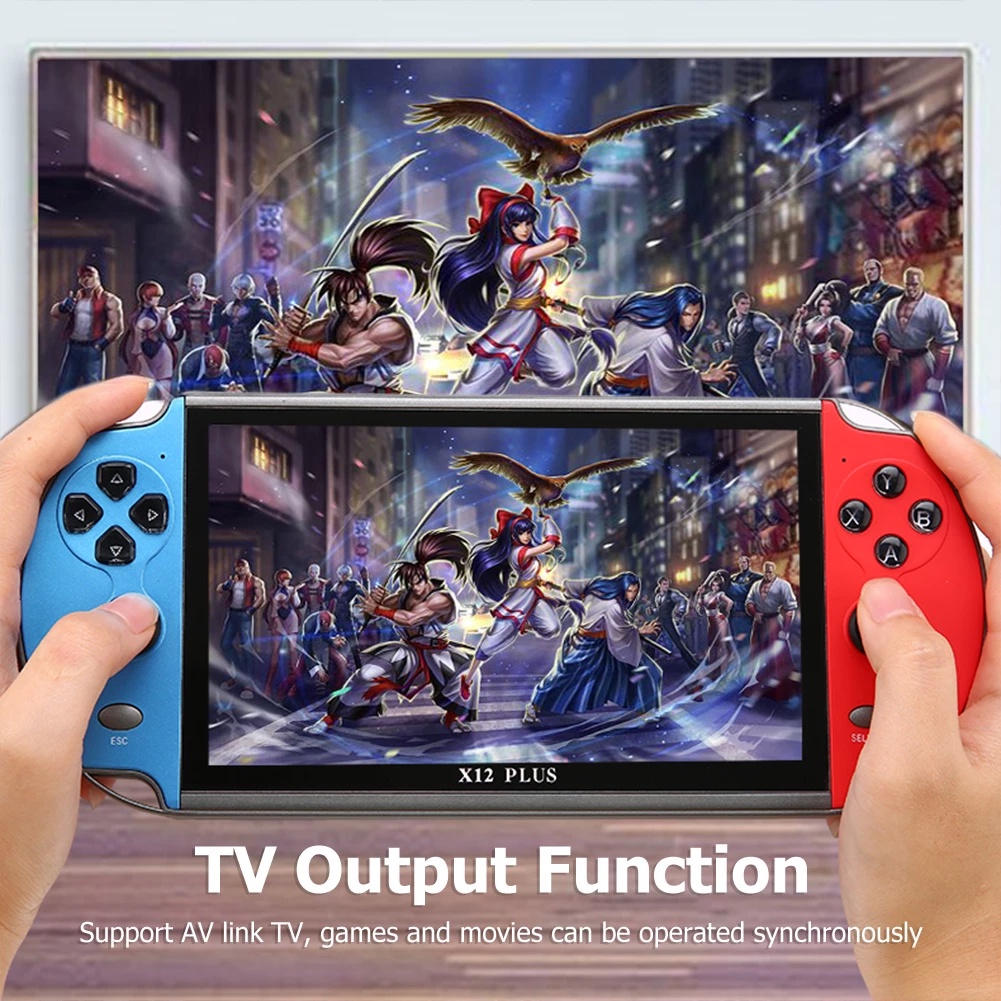 Y
X
B
A
ESC
X12 PLUS
TV Output Function
Support AV link TV, games and movies can be operated synchronously